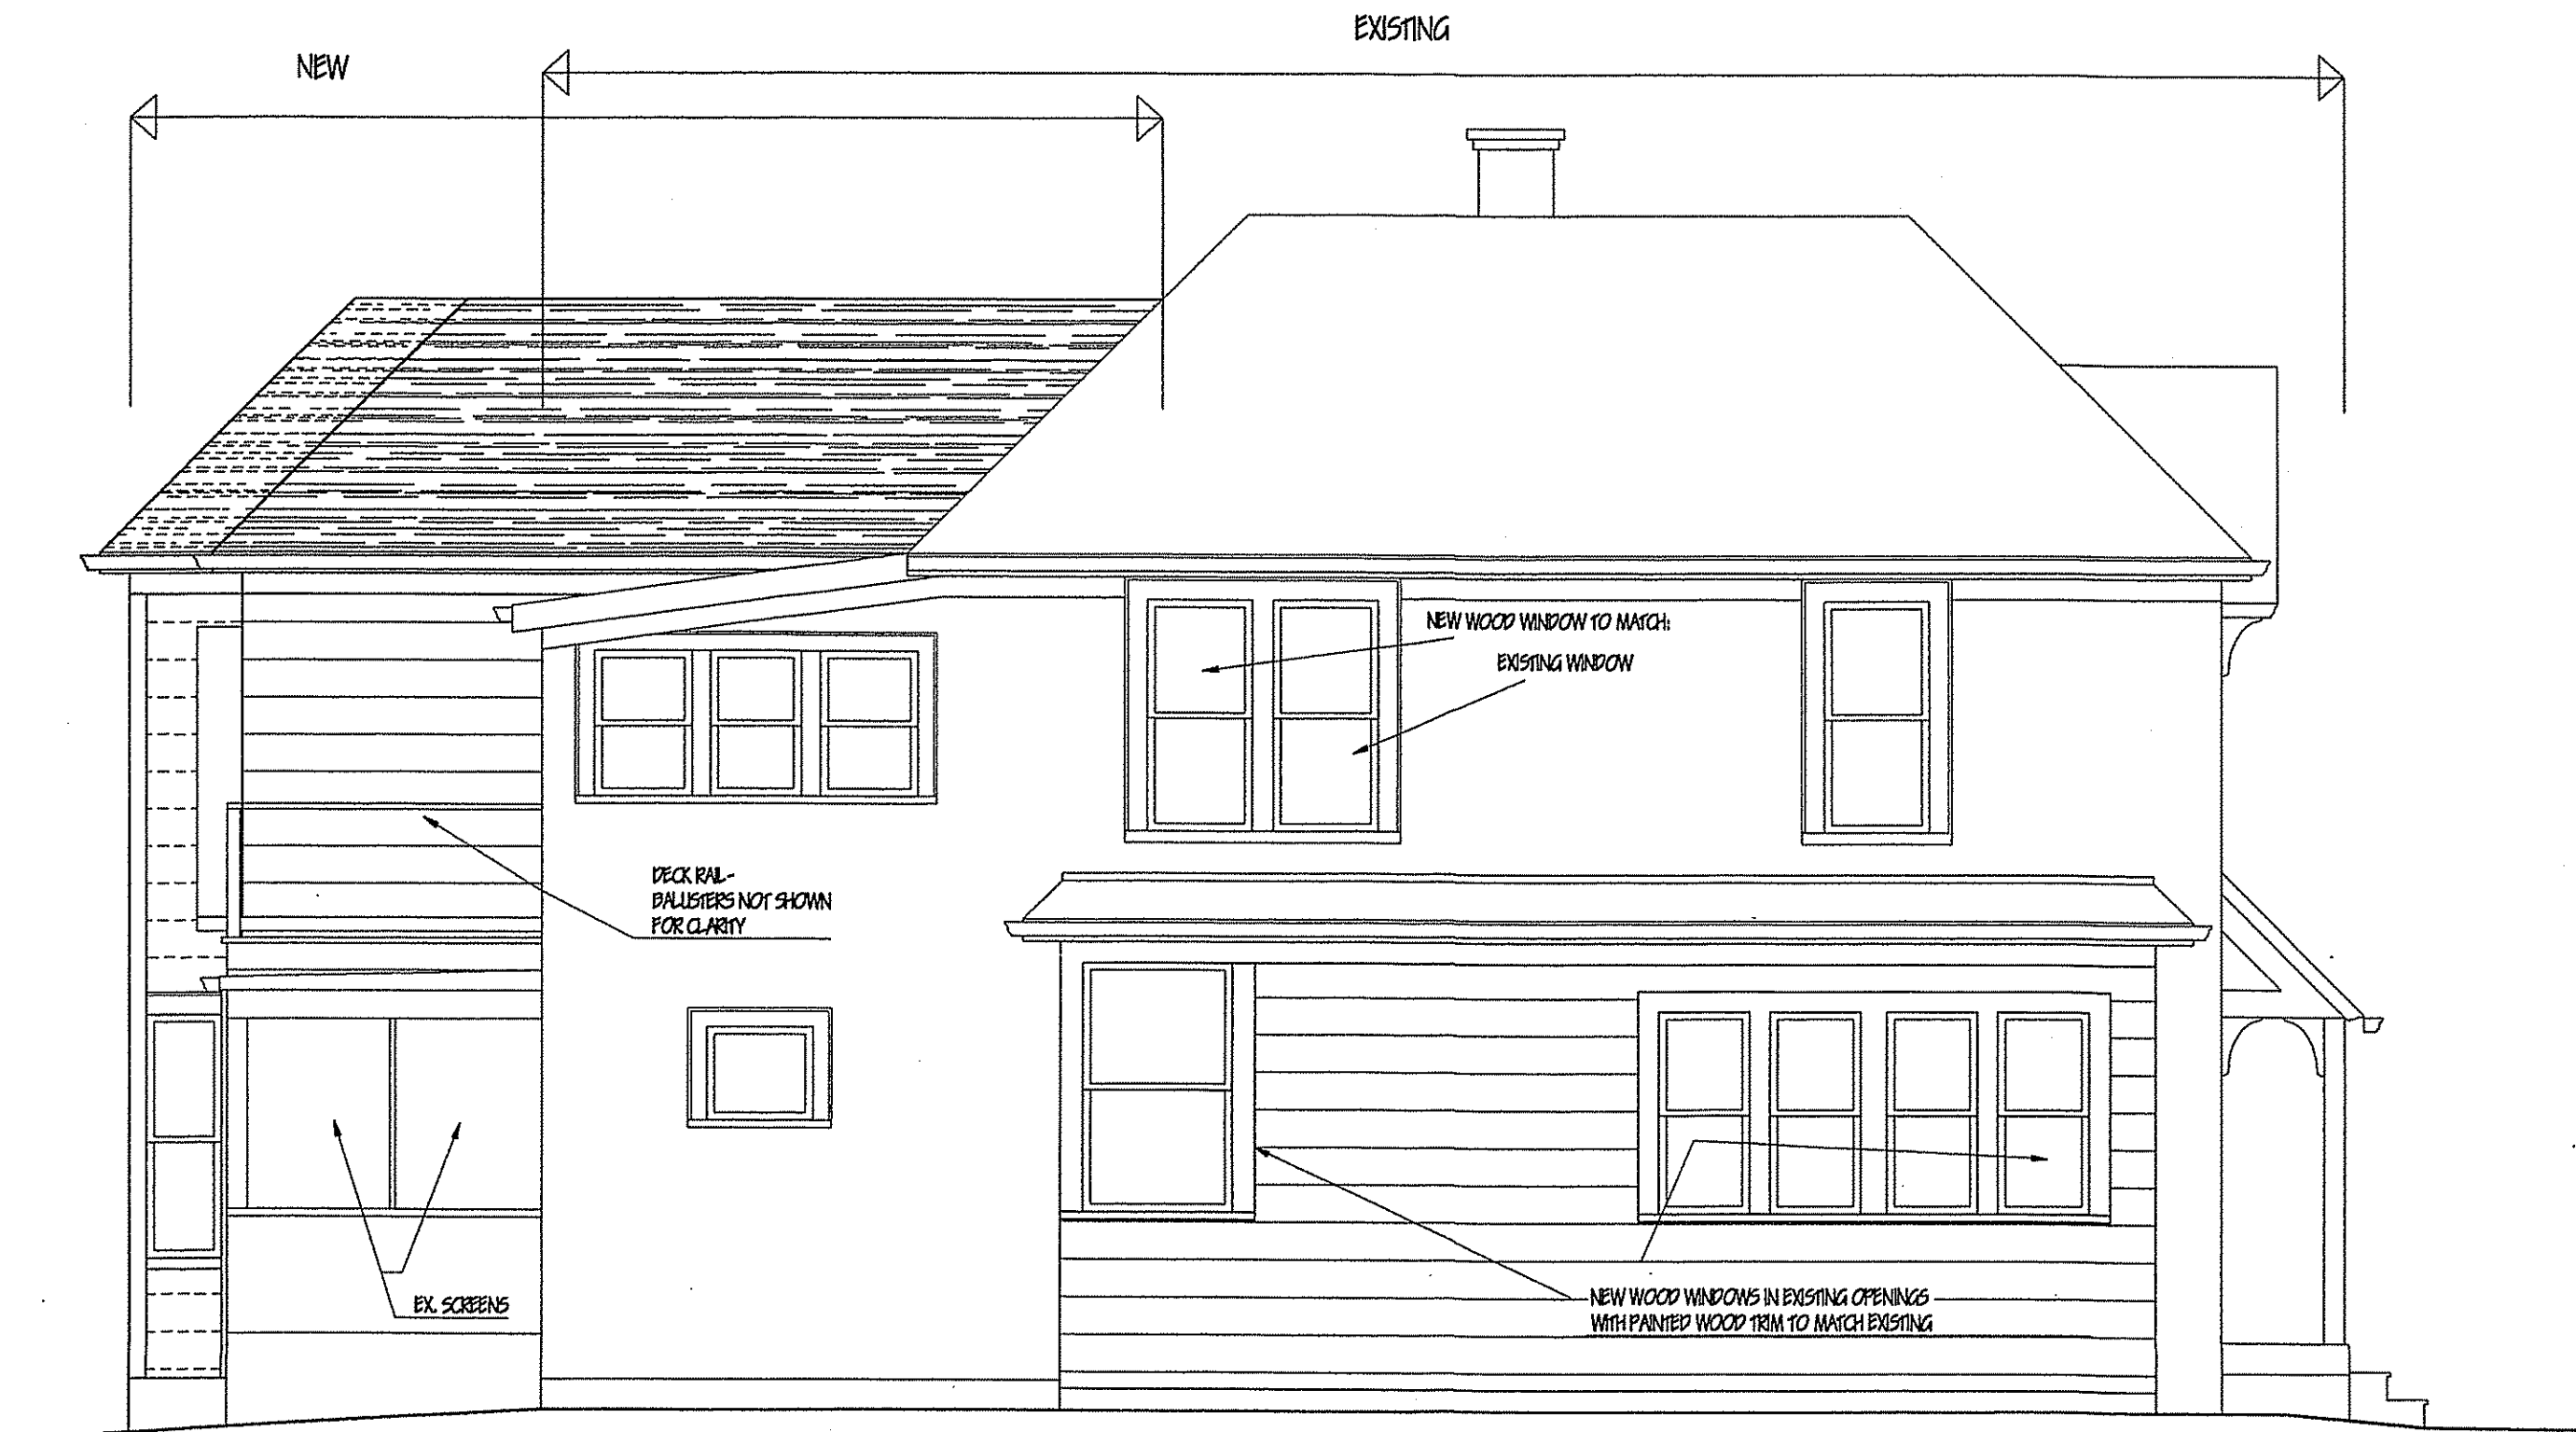 EXISTING
NEW
NEW WOOD WINDOW TO MATCH:
EXISTING WINDOW
DECK RAIL-
BALUSTERS NOT SHOWN
FOR CLARITY
EX. SCREENS
NEW WOOD WINDOWS IN EXISTING OPENINGS
WITH PAINTED WOOD TRIM TO MATCH EXISTING